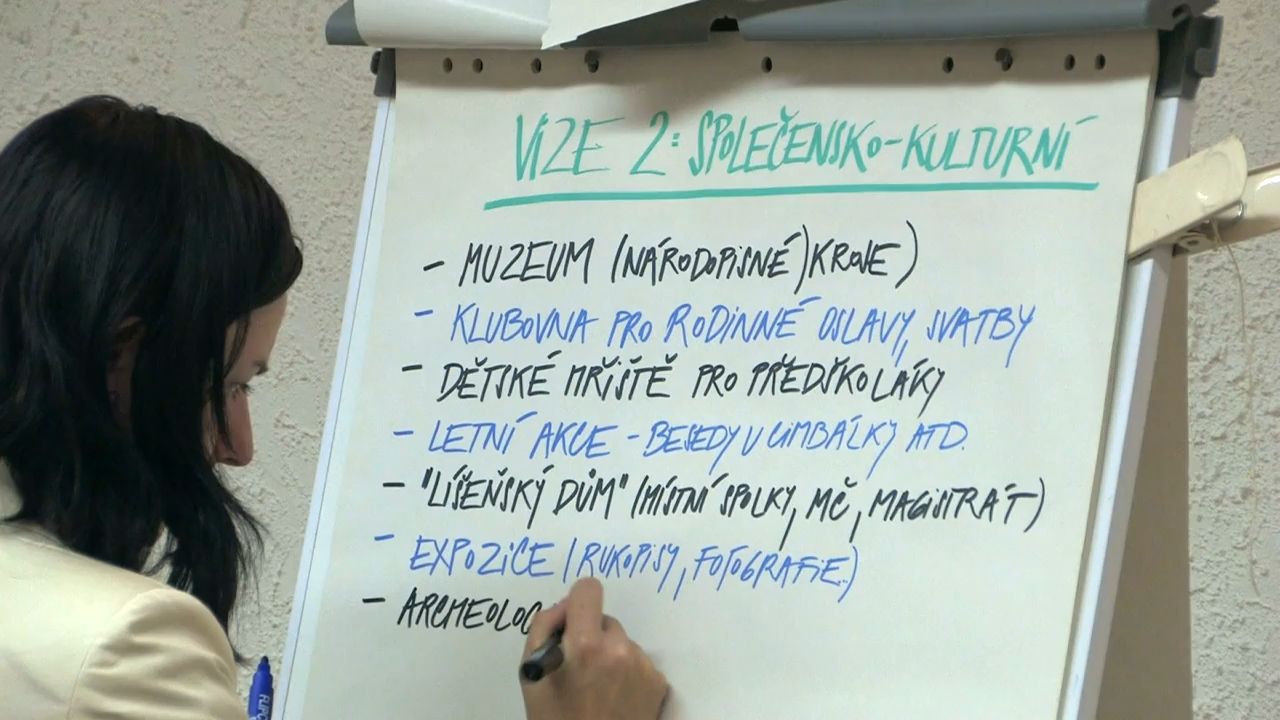 VIZE 2: SPOLEČENSKO-KULTURNÍ
- MUZEUM (NÁRODOPISNÉ) KROJE)
- KLUBOVNA PRO RODINNÉ OSLAVY, SVATBY
- DĚTSKÉ HŘIŠTĚ PRO PŘEDŠKOLÁKY
- LETNÍ AKCE - BESEDY U CIMBÁLKY ATD.
- "LÍŠEŇSKÝ DŮM" (MÍSTNÍ SPOLKY, MČ, MAGISTRÁT)
- EXPOZICE (RUKOPISY, FOTOGRAFIE..)
- ARCHEOLOG